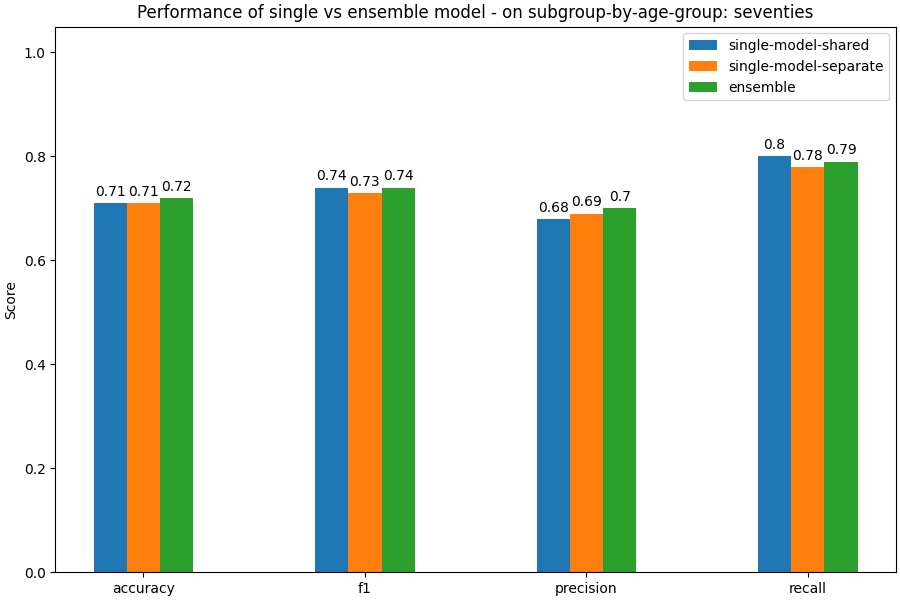 Performance of single vs ensemble model - on subgroup-by-age-group: seventies
single-model-shared
single-model-separate
ensemble
Score
1.0
0.8
0.6
0.4
0.2
0.0
0.71 0.71 0.72
0.74 0.73 0.74
0.68 0.69 0.7
0.8 0.78 0.79
accuracy f1 precision recall